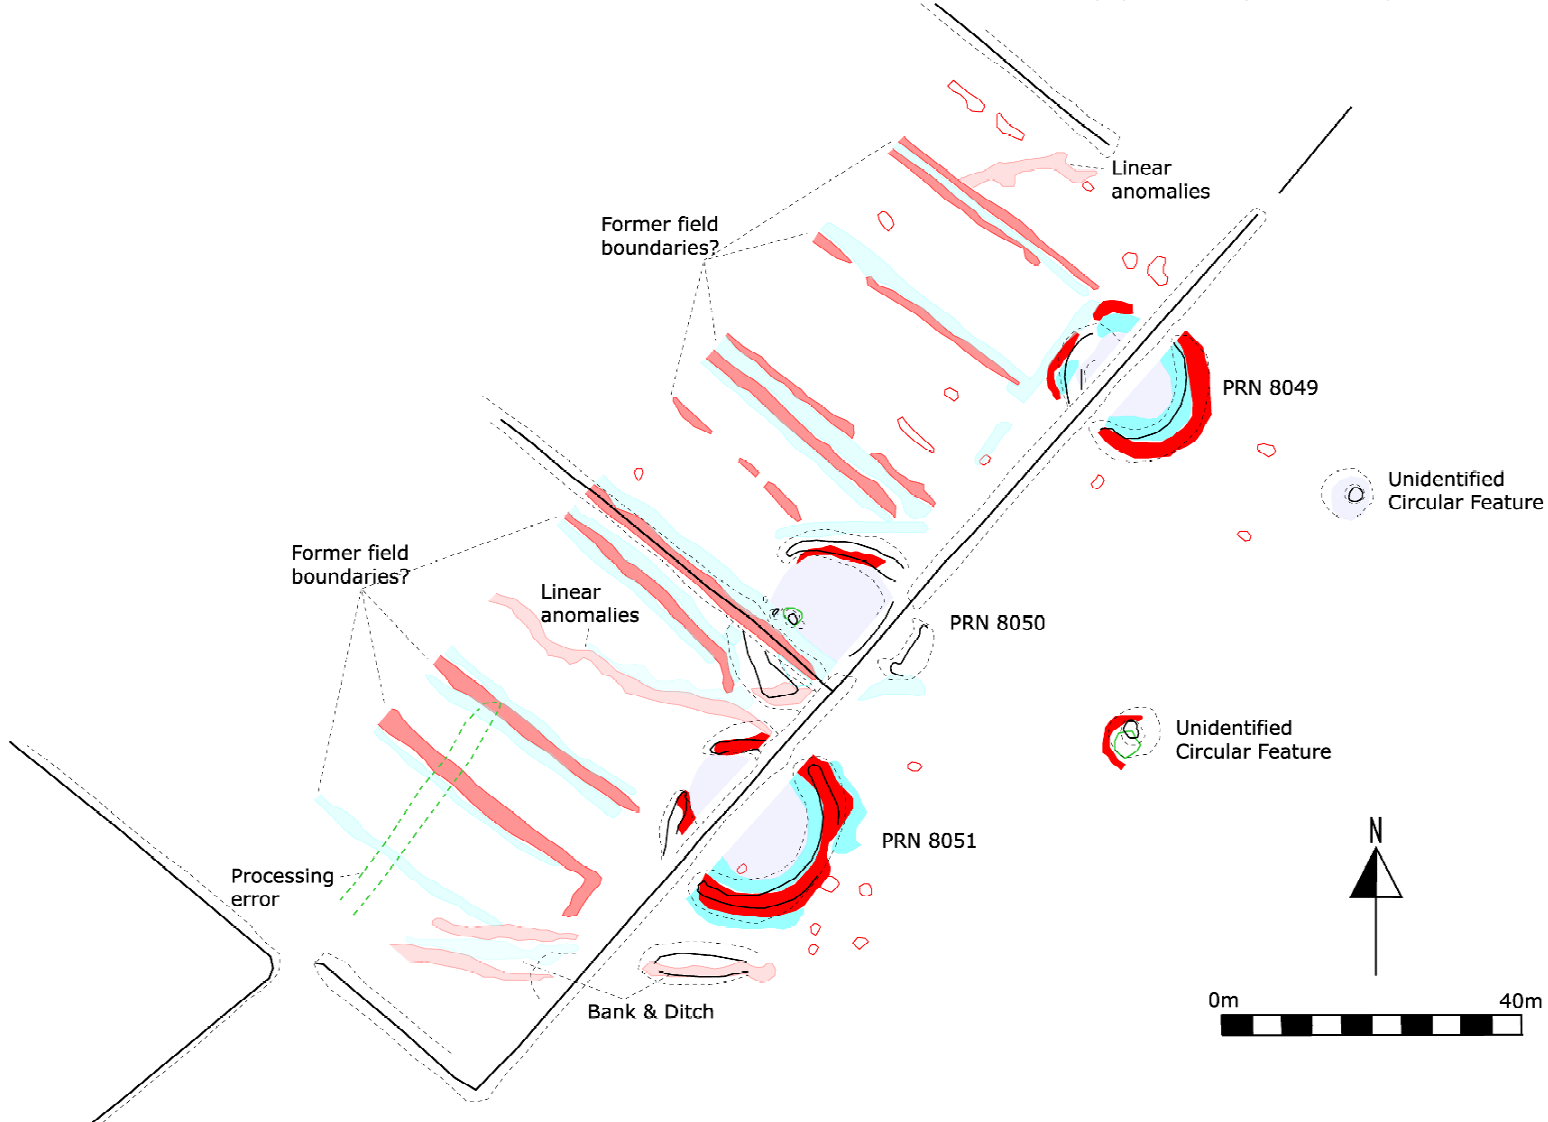 Linear
anomalies
Former field
boundaries?
PRN 8049
Unidentified
Circular Feature
Former field
boundaries?
Linear
anomalies
PRN 8050
Unidentified
Circular Feature
PRN 8051
Processing
error
N
0m 40m
Bank & Ditch